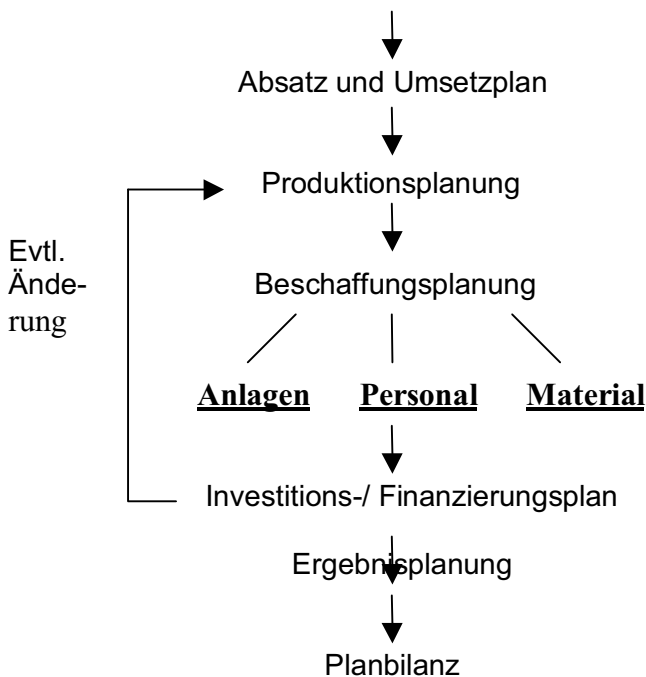 Absatz und Umsetzplan
Produktionsplanung
Evtl.
Ände-
rung
Beschaffungsplanung
Anlagen Personal Material
Investitions-/ Finanzierungsplan
Ergebnisplanung
Planbilanz